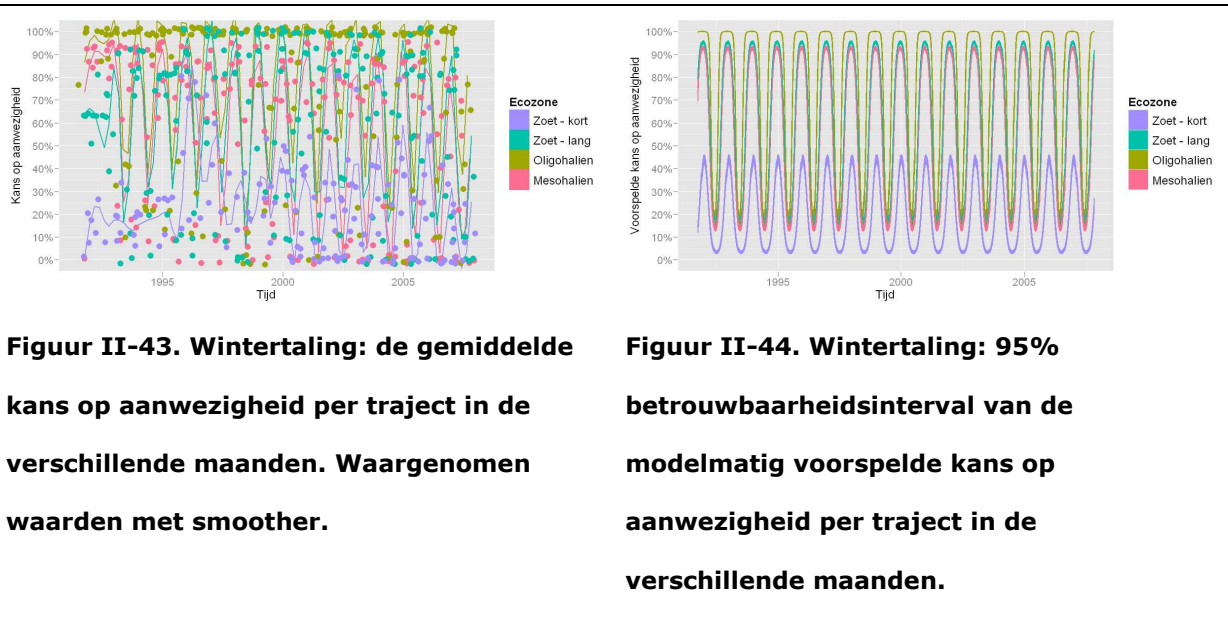 Kans op aanwezigheid
100%
90%
80%
70%
60%
50%
40%
30%
20%
10%
0%
1995
2000
2005
Tijd
Ecozone
Zoet - kort
Zoet - lang
Oligohalien
Mesohalien
Voorspelde kans op aanwezigheid
100%
90%
80%
70%
60%
50%
40%
30%
20%
10%
0%
1995
2000
2005
Tijd
Ecozone
Zoet - kort
Zoet - lang
Oligohalien
Mesohalien
Figuur II-43. Wintertaling: de gemiddelde
kans op aanwezigheid per traject in de
verschillende maanden. Waargenomen
waarden met smoother.
Figuur II-44. Wintertaling: 95%
betrouwbaarheidsinterval van de
modelmatig voorspelde kans op
aanwezigheid per traject in de
verschillende maanden.